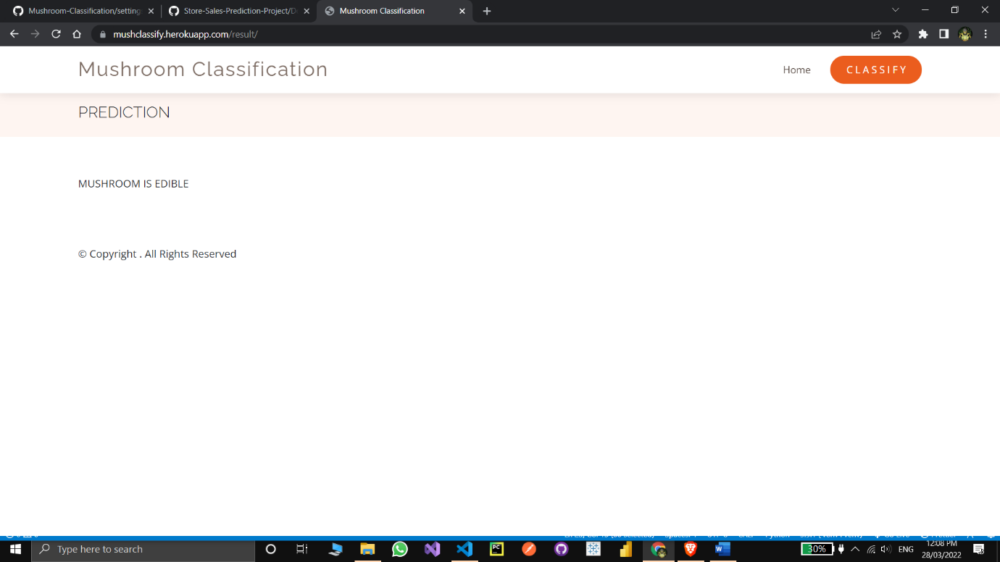 Mushroom-Classification/setting
Store-Sales-Prediction-Project/D
Mushroom Classification
mushclassify.herokuapp.com/result/
Mushroom Classification
Home
CLASSIFY
PREDICTION
MUSHROOM IS EDIBLE
© Copyright . All Rights Reserved
Type here to search
PC
30%
ENG
12:08 PM
28/03/2022